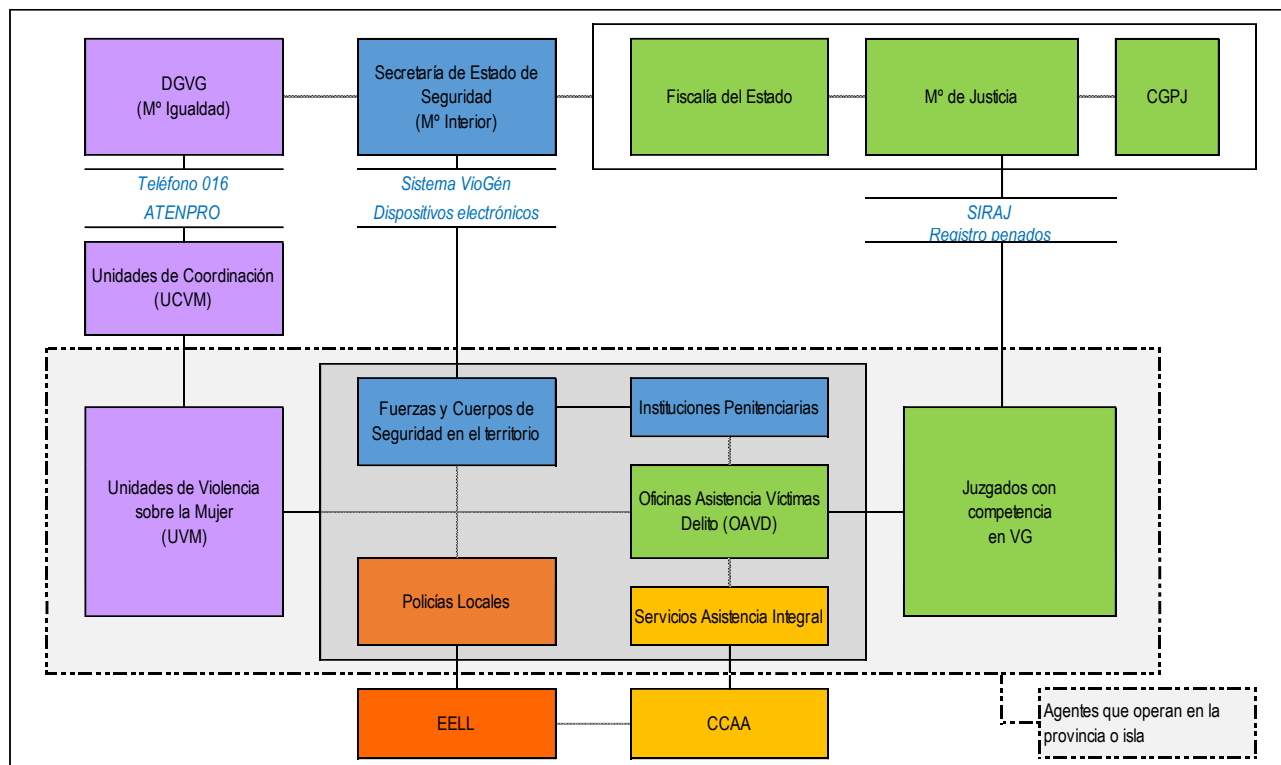 DGVG
(Mº Igualdad)
Secretaría de Estado de
Seguridad
(Mº Interior)
Fiscalía del Estado
Mº de Justicia
CGPJ
Teléfono 016
ATENPRO
Sistema VioGén
Dispositivos electrónicos
SIRAJ
Registro penados
Unidades de Coordinación
(UCVM)
Fuerzas y Cuerpos de
Seguridad en el territorio
Instituciones Penitenciarias
Unidades de Violencia
sobre la Mujer
(UVM)
Oficinas Asistencia Víctimas
Delito (OAVD)
Juzgados con
competencia
en VG
Policías Locales
Servicios Asistencia Integral
EELL
CCAA
Agentes que operan en la
provincia o isla